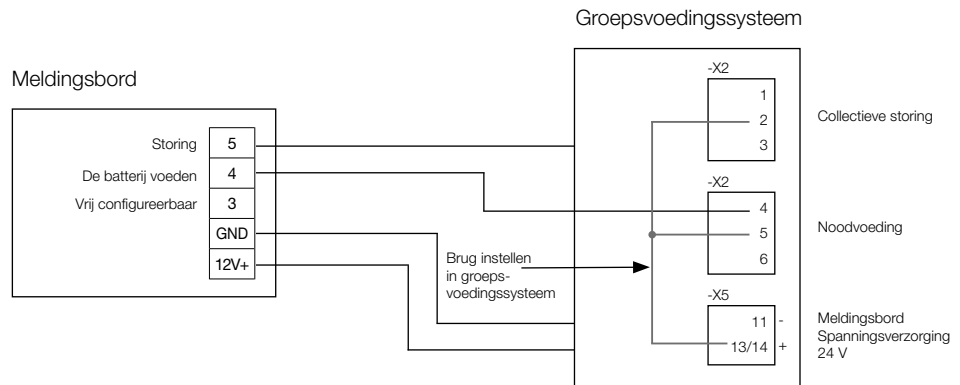 Groepsvoedingssysteem
Meldingsbord
Storing 5
De batterij voeden 4
Vrij configureerbaar 3
GND
12V+
Brug instellen
in groeps-
voedingssysteem
-X2
1
2
3
Collectieve storing
-X2
4
5
6
Noodvoeding
-X5
11 -
13/14 +
Meldingsbord
Spanningsverzorging
24 V